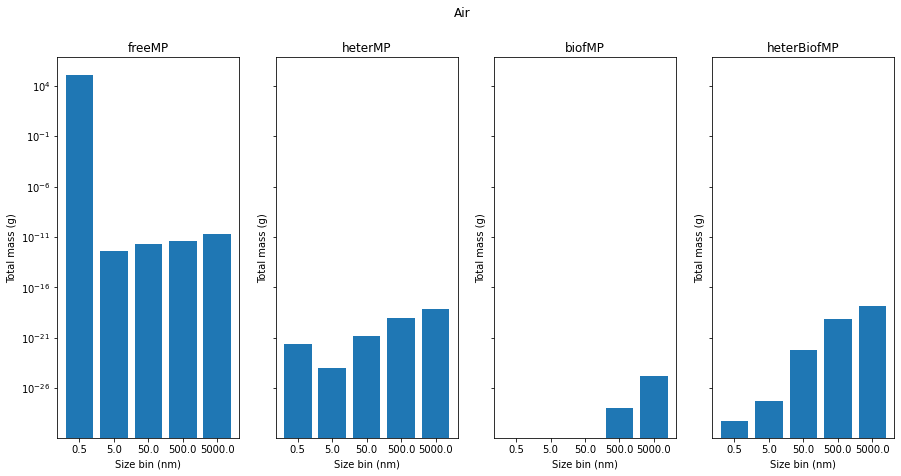 Air
freeMP
heterMP
biofMP
heterBiofMP
Total mass (g)
10⁴
10⁻¹
10⁻⁶
10⁻¹¹
10⁻¹⁶
10⁻²¹
10⁻²⁶
0.5 5.0 50.0 500.0 5000.0
Size bin (nm)
Total mass (g)
0.5 5.0 50.0 500.0 5000.0
Size bin (nm)
Total mass (g)
0.5 5.0 50.0 500.0 5000.0
Size bin (nm)
Total mass (g)
0.5 5.0 50.0 500.0 5000.0
Size bin (nm)